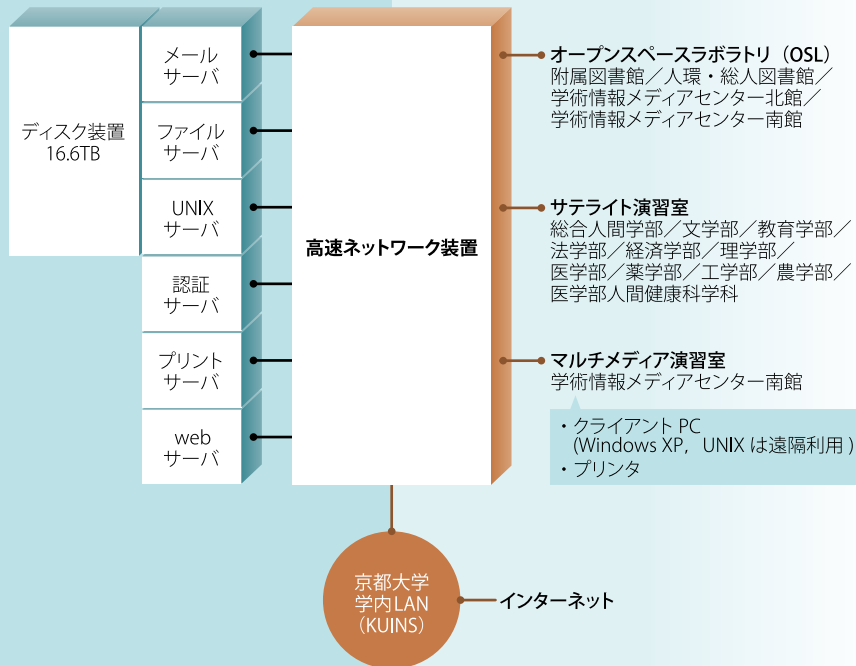 ディスク装置
16.6TB
メール
サーバ
ファイル
サーバ
UNIX
サーバ
認証
サーバ
プリント
サーバ
web
サーバ
高速ネットワーク装置
オープンスペースラボラトリ（OSL）
附属図書館／人環・総人図書館／
学術情報メディアセンター北館／
学術情報メディアセンター南館
サテライト演習室
総合人間学部／文学部／教育学部／
法学部／経済学部／理学部／
医学部／薬学部／工学部／農学部／
医学部人間健康科学科
マルチメディア演習室
学術情報メディアセンター南館
・クライアント PC
(Windows XP，UNIX は遠隔利用 )
・プリンタ
京都大学
学内 LAN
（KUINS）
インターネット